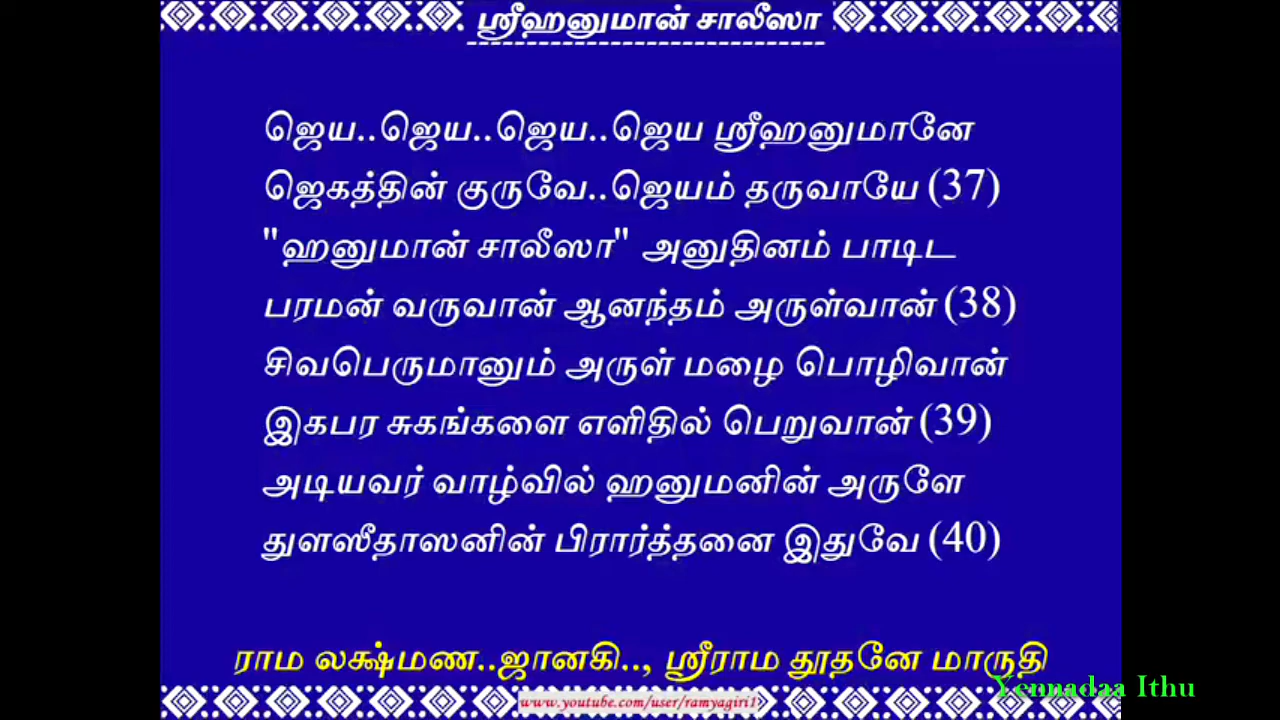 ஸ்ரீஹனுமான் சாலீஸா
ஜெய..ஜெய..ஜெய..ஜெய ஸ்ரீஹனுமானே
ஜெகத்தின் குருவே..ஜெயம் தருவாயே (37)
"ஹனுமான் சாலீஸா" அனுதினம் பாடிட
பரமன் வருவான் ஆனந்தம் அருள்வான் (38)
சிவபெருமானும் அருள் மழை பொழிவான்
இகபர சுகங்களை எளிதில் பெறுவான் (39)
அடியவர் வாழ்வில் ஹனுமனின் அருளே
துளஸீதாஸனின் பிரார்த்தனை இதுவே (40)
ராம லக்ஷ்மண..ஜானகி.., ஸ்ரீராம தூதனே மாருதி
Yennadaa Ithu
www.youtube.com/user/ramyagiri1